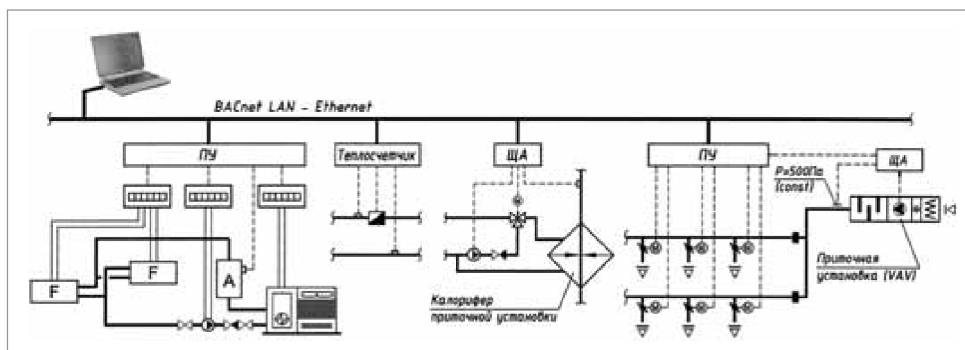 BACnet LAN - Ethernet
ПУ
Теплосчетчик
ЩА
ПУ
ЩА
P=500Па
(const)
F
F
A
Приточная
установка (VAV)
Калорифер
приточной установки